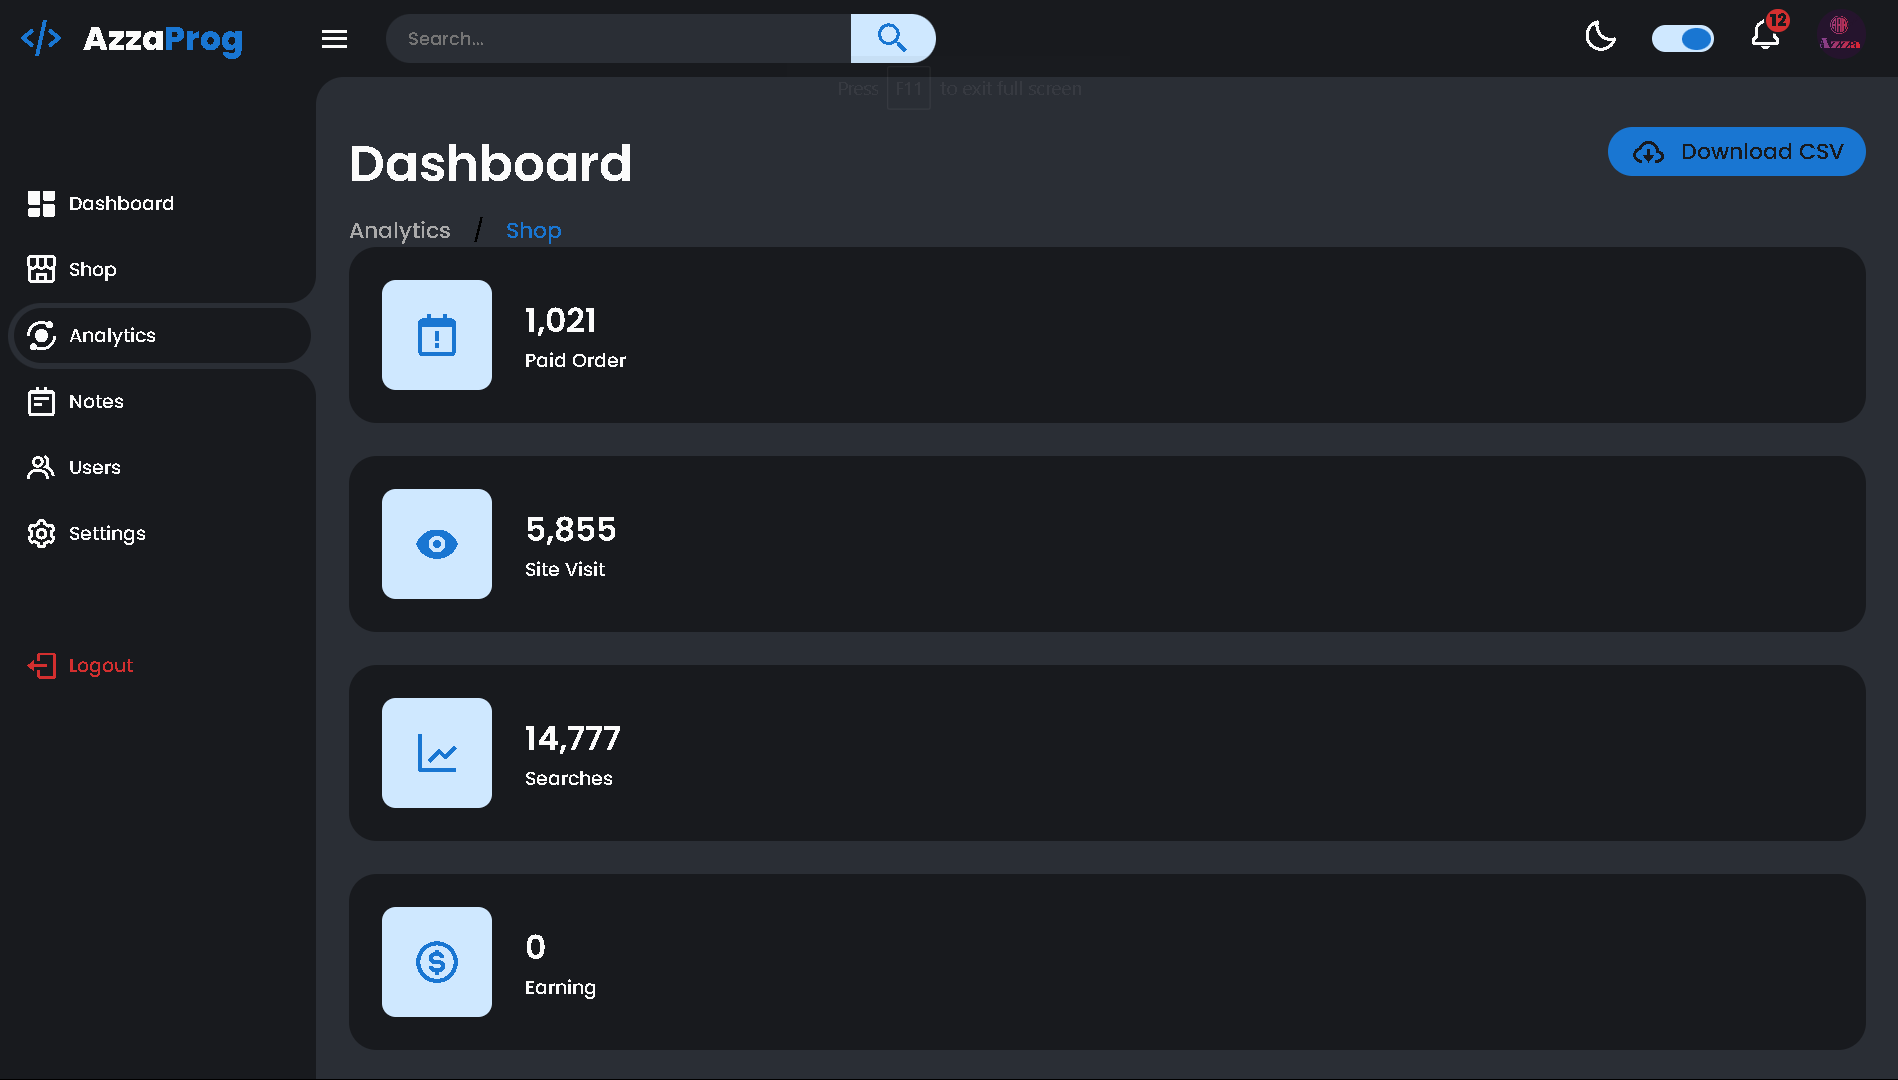 </> AzzaProg
Search...
12
Azza
Press F11 to exit full screen
Dashboard
Download CSV
Analytics / Shop
Dashboard
Shop
Analytics
Notes
Users
Settings
Logout
1,021
Paid Order
5,855
Site Visit
14,777
Searches
0
Earning